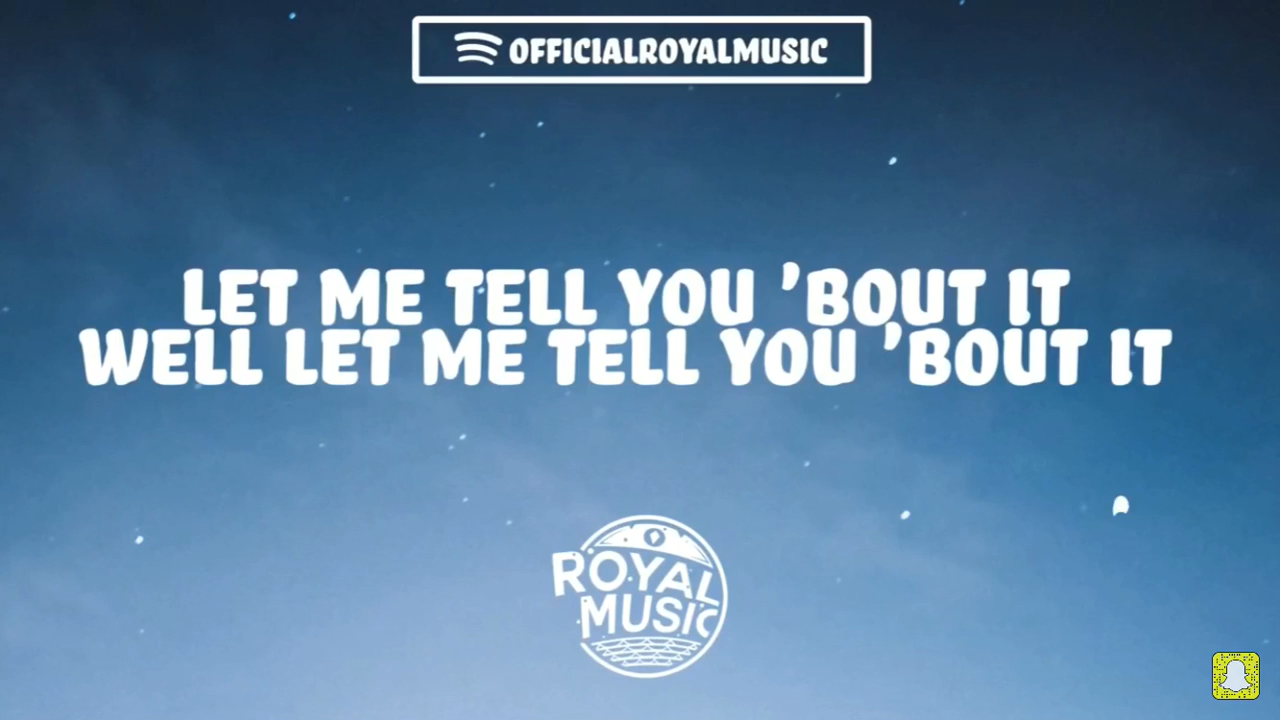 OFFICIALROYALMUSIC
LET ME TELL YOU ’BOUT IT
WELL LET ME TELL YOU ’BOUT IT
ROYAL
MUSIC